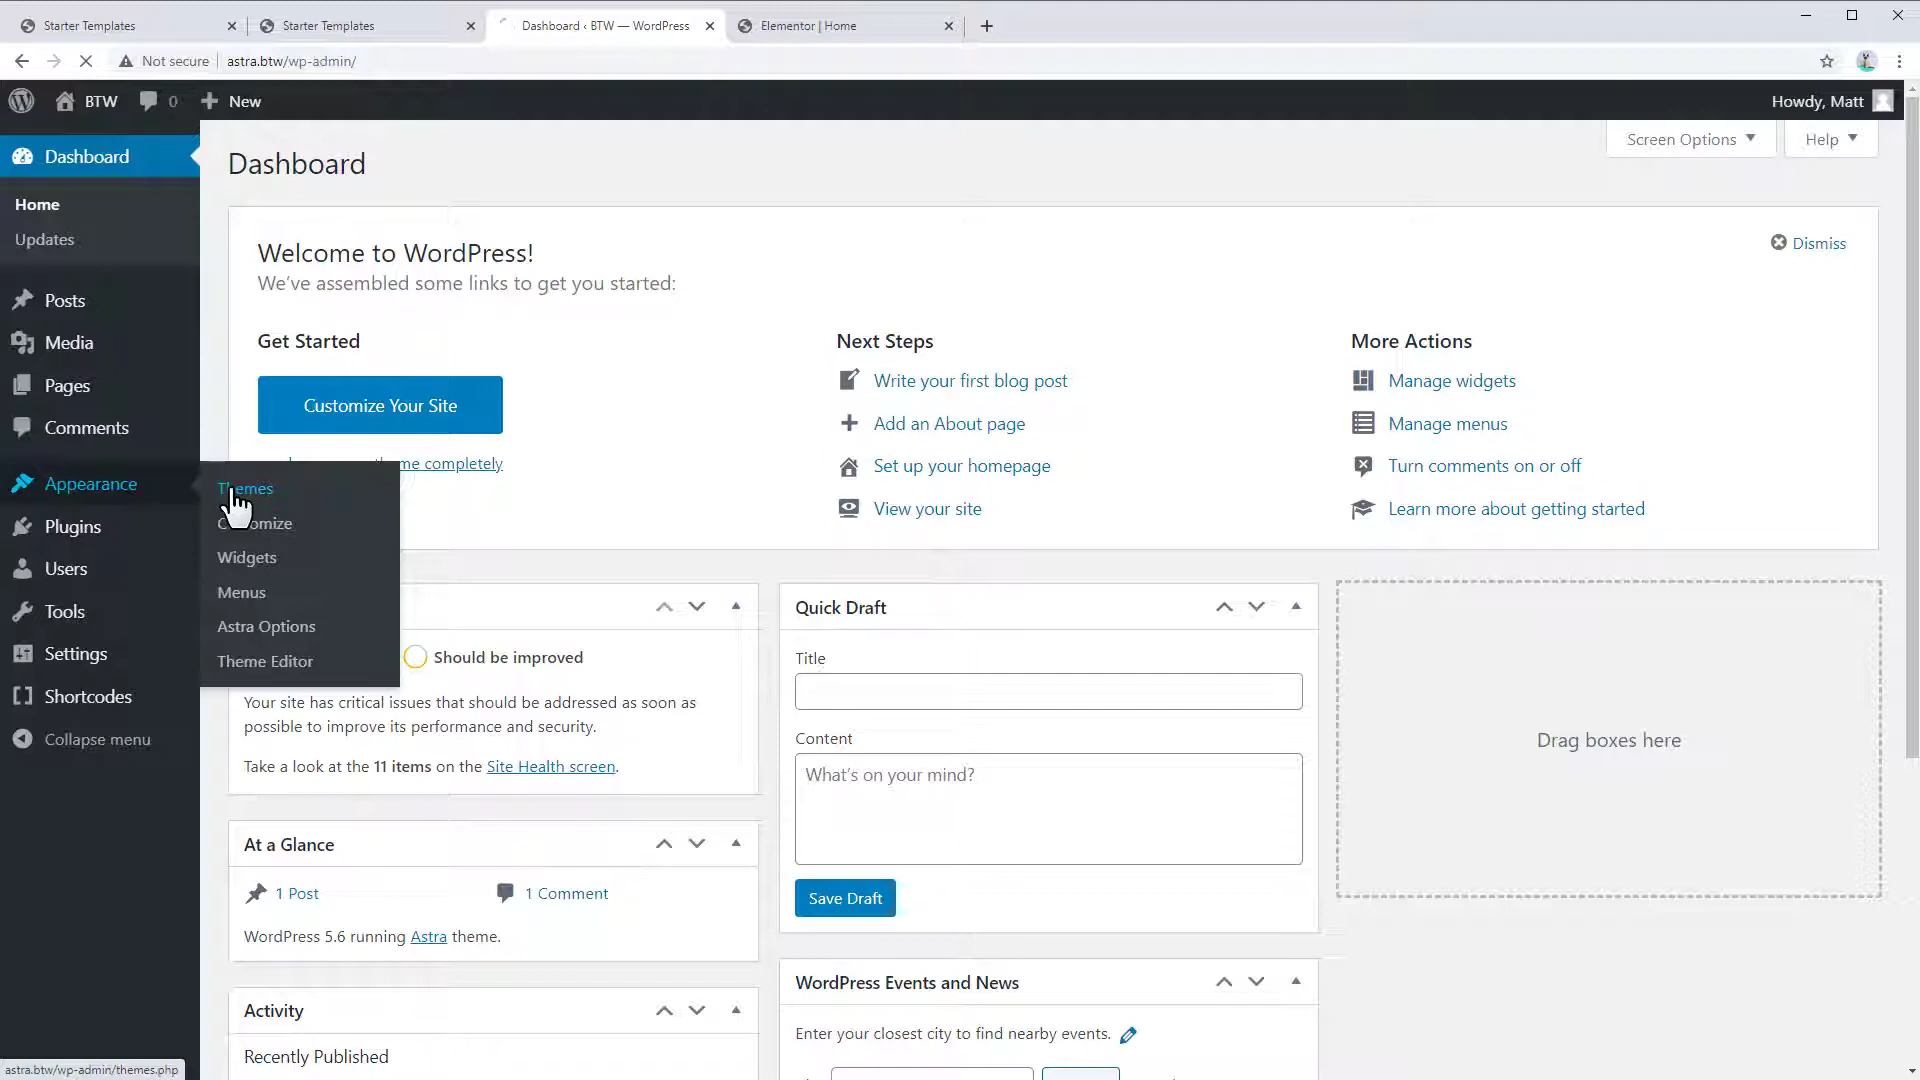 Starter Templates
Starter Templates
Dashboard ‹ BTW — WordPress
Elementor | Home
Not secure
astra.btw/wp-admin/
BTW
0
New
Howdy, Matt
Dashboard
Home
Updates
Posts
Media
Pages
Comments
Appearance
Plugins
Users
Tools
Settings
Shortcodes
Collapse menu
Themes
Customize
Widgets
Menus
Astra Options
Theme Editor
Dashboard
Screen Options
Help
Welcome to WordPress!
We've assembled some links to get you started:
Dismiss
Get Started
Customize Your Site
completely
Next Steps
Write your first blog post
Add an About page
Set up your homepage
View your site
More Actions
Manage widgets
Manage menus
Turn comments on or off
Learn more about getting started
Should be improved
Your site has critical issues that should be addressed as soon as
possible to improve its performance and security.
Take a look at the 11 items on the Site Health screen.
At a Glance
1 Post
1 Comment
WordPress 5.6 running Astra theme.
Activity
Recently Published
Quick Draft
Title
Content
What's on your mind?
Save Draft
WordPress Events and News
Enter your closest city to find nearby events.
Drag boxes here
astra.btw/wp-admin/themes.php